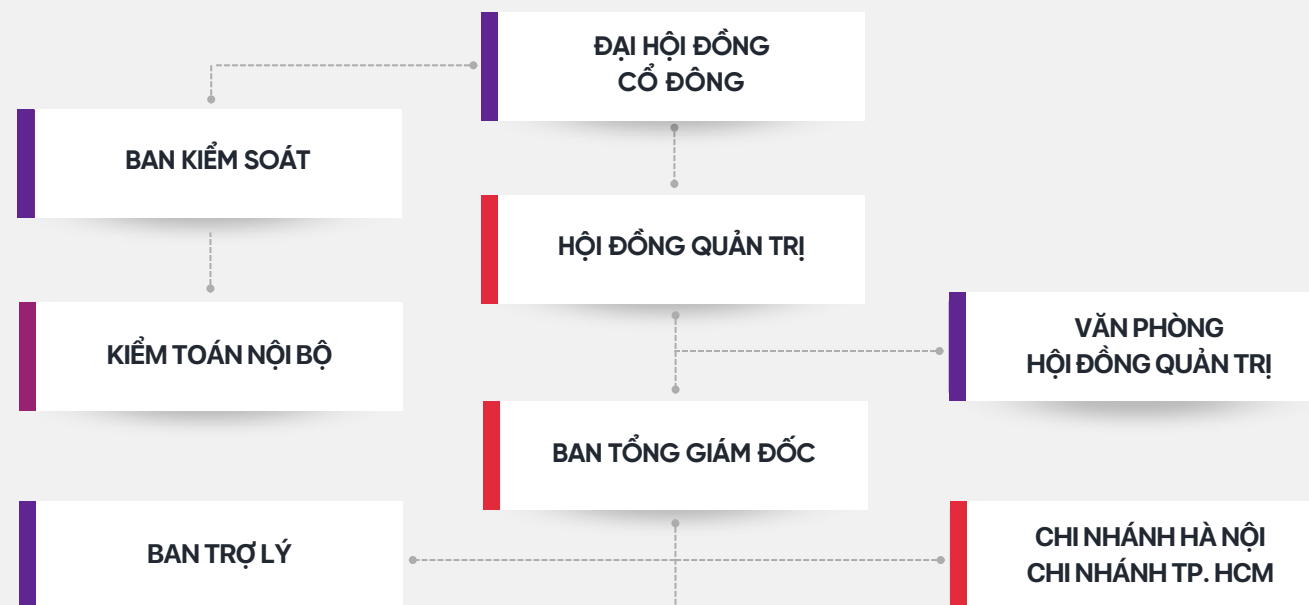 ĐẠI HỘI ĐỒNG
CỔ ĐÔNG
BAN KIỂM SOÁT
HỘI ĐỒNG QUẢN TRỊ
KIỂM TOÁN NỘI BỘ
VĂN PHÒNG
HỘI ĐỒNG QUẢN TRỊ
BAN TỔNG GIÁM ĐỐC
BAN TRỢ LÝ
CHI NHÁNH HÀ NỘI
CHI NHÁNH TP. HCM